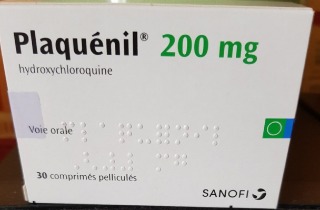 Plaquénil® 200 mg
hydroxychloroquine
Voie orale
30 comprimés pelliculés
SANOFI